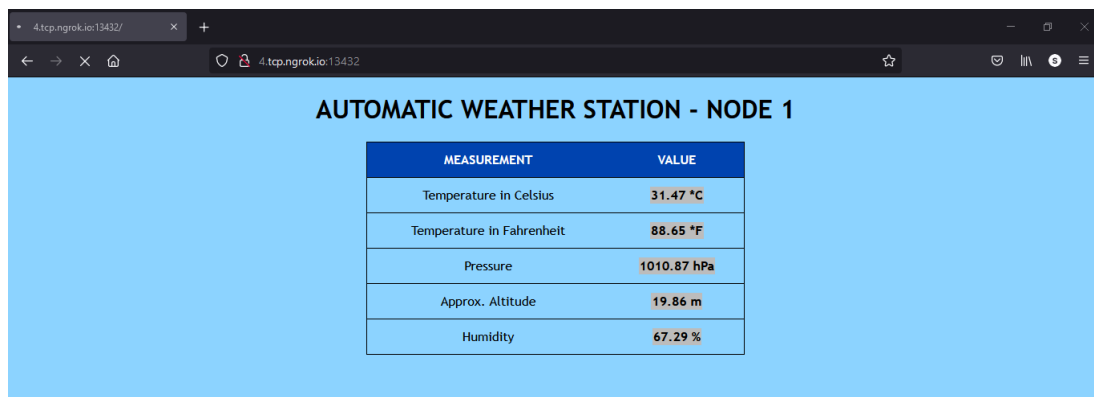 4.tcp.ngrok.io:13432/
4.tcp.ngrok.io:13432
S
AUTOMATIC WEATHER STATION - NODE 1
MEASUREMENT VALUE
Temperature in Celsius 31.47 *C
Temperature in Fahrenheit 88.65 *F
Pressure 1010.87 hPa
Approx. Altitude 19.86 m
Humidity 67.29 %